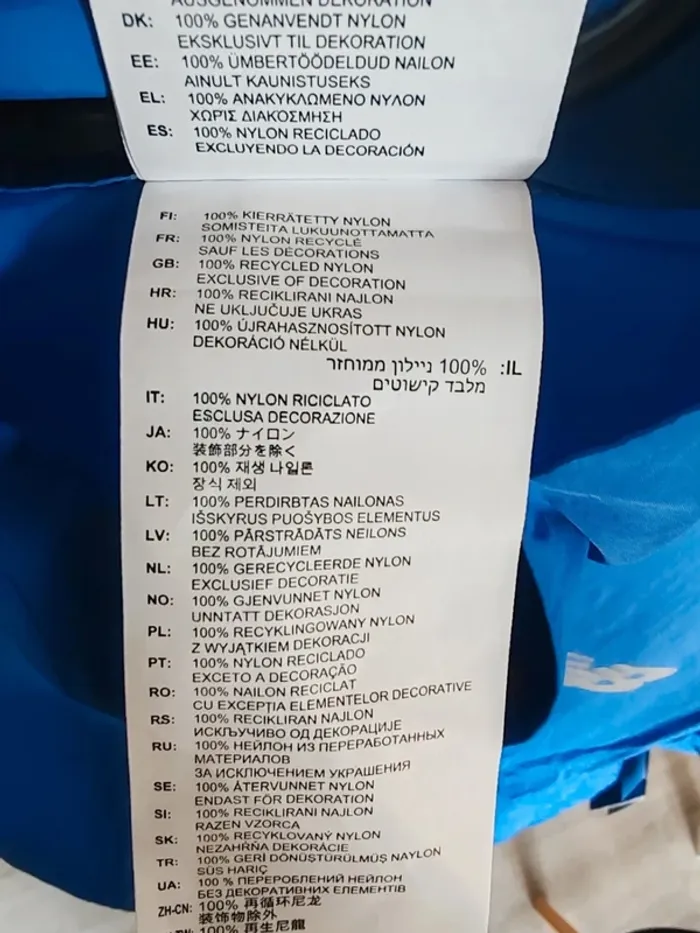 AUSGENOMMEN DEKORATION
DK: 100% GENANVENDT NYLON
EKSKLUSIVT TIL DEKORATION
EE: 100% ÜMBERTÖÖDELDUD NAILON
AINULT KAUNISTUSEKS
EL: 100% ΑΝΑΚΥΚΛΩΜΕΝΟ ΝΥΛΟΝ
ΧΩΡΙΣ ΔΙΑΚΟΣΜΗΣΗ
ES: 100% NYLON RECICLADO
EXCLUYENDO LA DECORACIÓN
FI: 100% KIERRÄTETTY NYLON
SOMISTEITA LUKUUNOTTAMATTA
FR: 100% NYLON RECYCLÉ
SAUF LES DÉCORATIONS
GB: 100% RECYCLED NYLON
EXCLUSIVE OF DECORATION
HR: 100% RECIKLIRANI NAJLON
NE UKLJUČUJE UKRAS
HU: 100% ÚJRAHASZNOSÍTOTT NYLON
DEKORÁCIÓ NÉLKÜL
IL: 100% ניילון ממוחזר
מלבד קישוטים
IT: 100% NYLON RICICLATO
ESCLUSA DECORAZIONE
JA: 100% ナイロン
装飾部分を除く
KO: 100% 재생 나일론
장식 제외
LT: 100% PERDIRBTAS NAILONAS
IŠSKYRUS PUOŠYBOS ELEMENTUS
LV: 100% PĀRSTRĀDĀTS NEILONS
BEZ ROTĀJUMIEM
NL: 100% GERECYCLEERDE NYLON
EXCLUSIEF DECORATIE
NO: 100% GJENVUNNET NYLON
UNNTATT DEKORASJON
PL: 100% RECYKLINGOWANY NYLON
Z WYJĄTKIEM DEKORACJI
PT: 100% NYLON RECICLADO
EXCETO A DECORAÇÃO
RO: 100% NAILON RECICLAT
CU EXCEPȚIA ELEMENTELOR DECORATIVE
RS: 100% RECIKLIRAN NAJLON
ИСКЉУЧИВО ОД ДЕКОРАЦИЈЕ
RU: 100% НЕЙЛОН ИЗ ПЕРЕРАБОТАННЫХ
МАТЕРИАЛОВ
ЗА ИСКЛЮЧЕНИЕМ УКРАШЕНИЯ
SE: 100% ÅTERVUNNET NYLON
ENDAST FÖR DEKORATION
SI: 100% RECIKLIRANI NAJLON
RAZEN VZORCA
SK: 100% RECYKLOVANÝ NYLON
NEZAHŔŇA DEKORÁCIE
TR: 100% GERİ DÖNÜŞTÜRÜLMÜŞ NAYLON
SÜS HARİÇ
UA: 100 % ПЕРЕРОБЛЕНИЙ НЕЙЛОН
БЕЗ ДЕКОРАТИВНИХ ЕЛЕМЕНТІВ
ZH-CN: 100% 再循环尼龙
装饰物除外
100% 再生尼龍